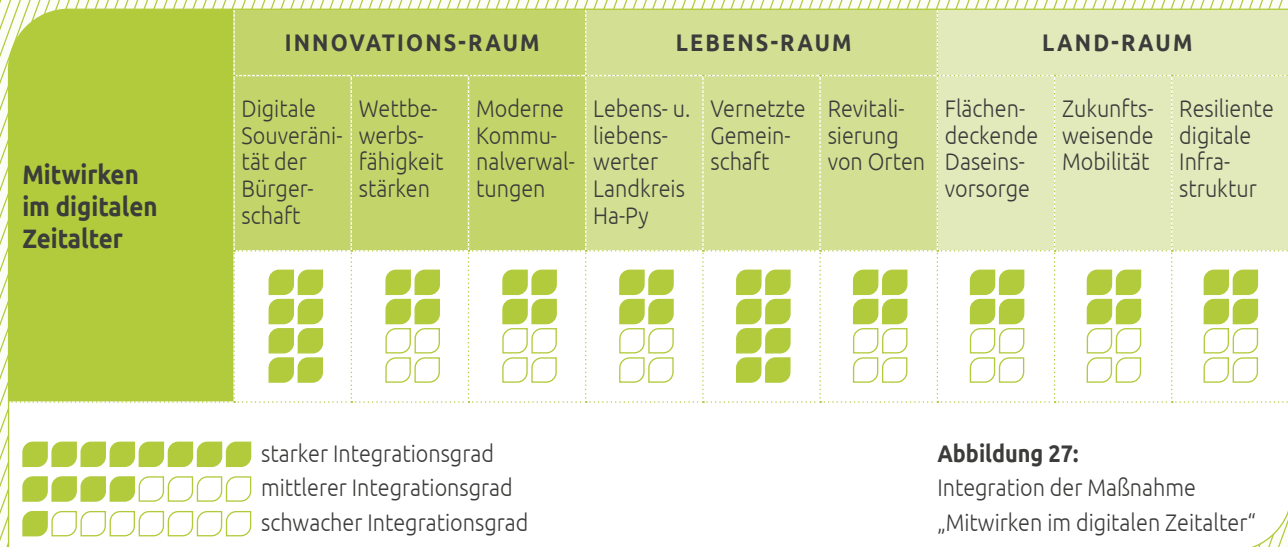 Mitwirken
im digitalen
Zeitalter
INNOVATIONS-RAUM
LEBENS-RAUM
LAND-RAUM
Digitale
Souveräni-
tät der
Bürger-
schaft
Wettbe-
werbs-
fähigkeit
stärken
Moderne
Kommu-
nalverwal-
tungen
Lebens- u.
liebens-
werter
Landkreis
Ha-Py
Vernetzte
Gemein-
schaft
Revitali-
sierung
von Orten
Flächen-
deckende
Daseins-
vorsorge
Zukunfts-
weisende
Mobilität
Resiliente
digitale
Infra-
struktur
starker Integrationsgrad
mittlerer Integrationsgrad
schwacher Integrationsgrad
Abbildung 27:
Integration der Maßnahme
„Mitwirken im digitalen Zeitalter“